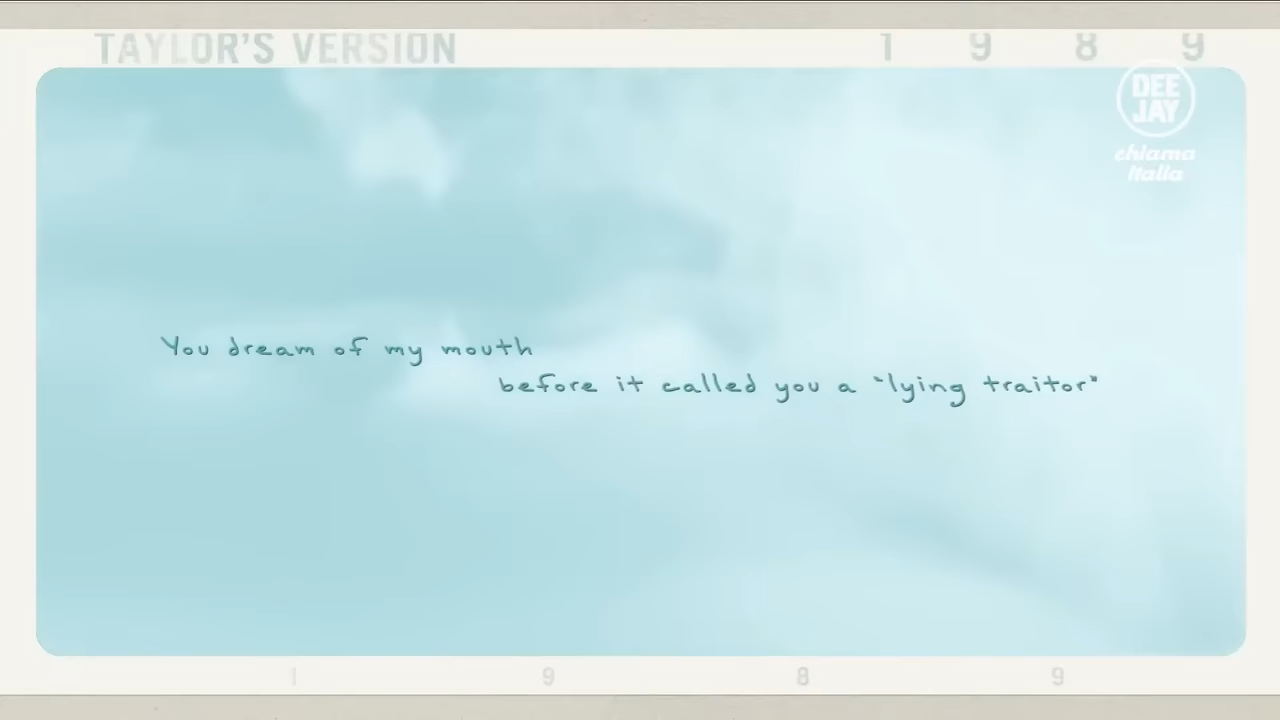 TAYLOR'S VERSION
1 9 8 9
DEE
JAY
chiama
italia
You dream of my mouth
before it called you a "lying traitor"
1 9 8 9